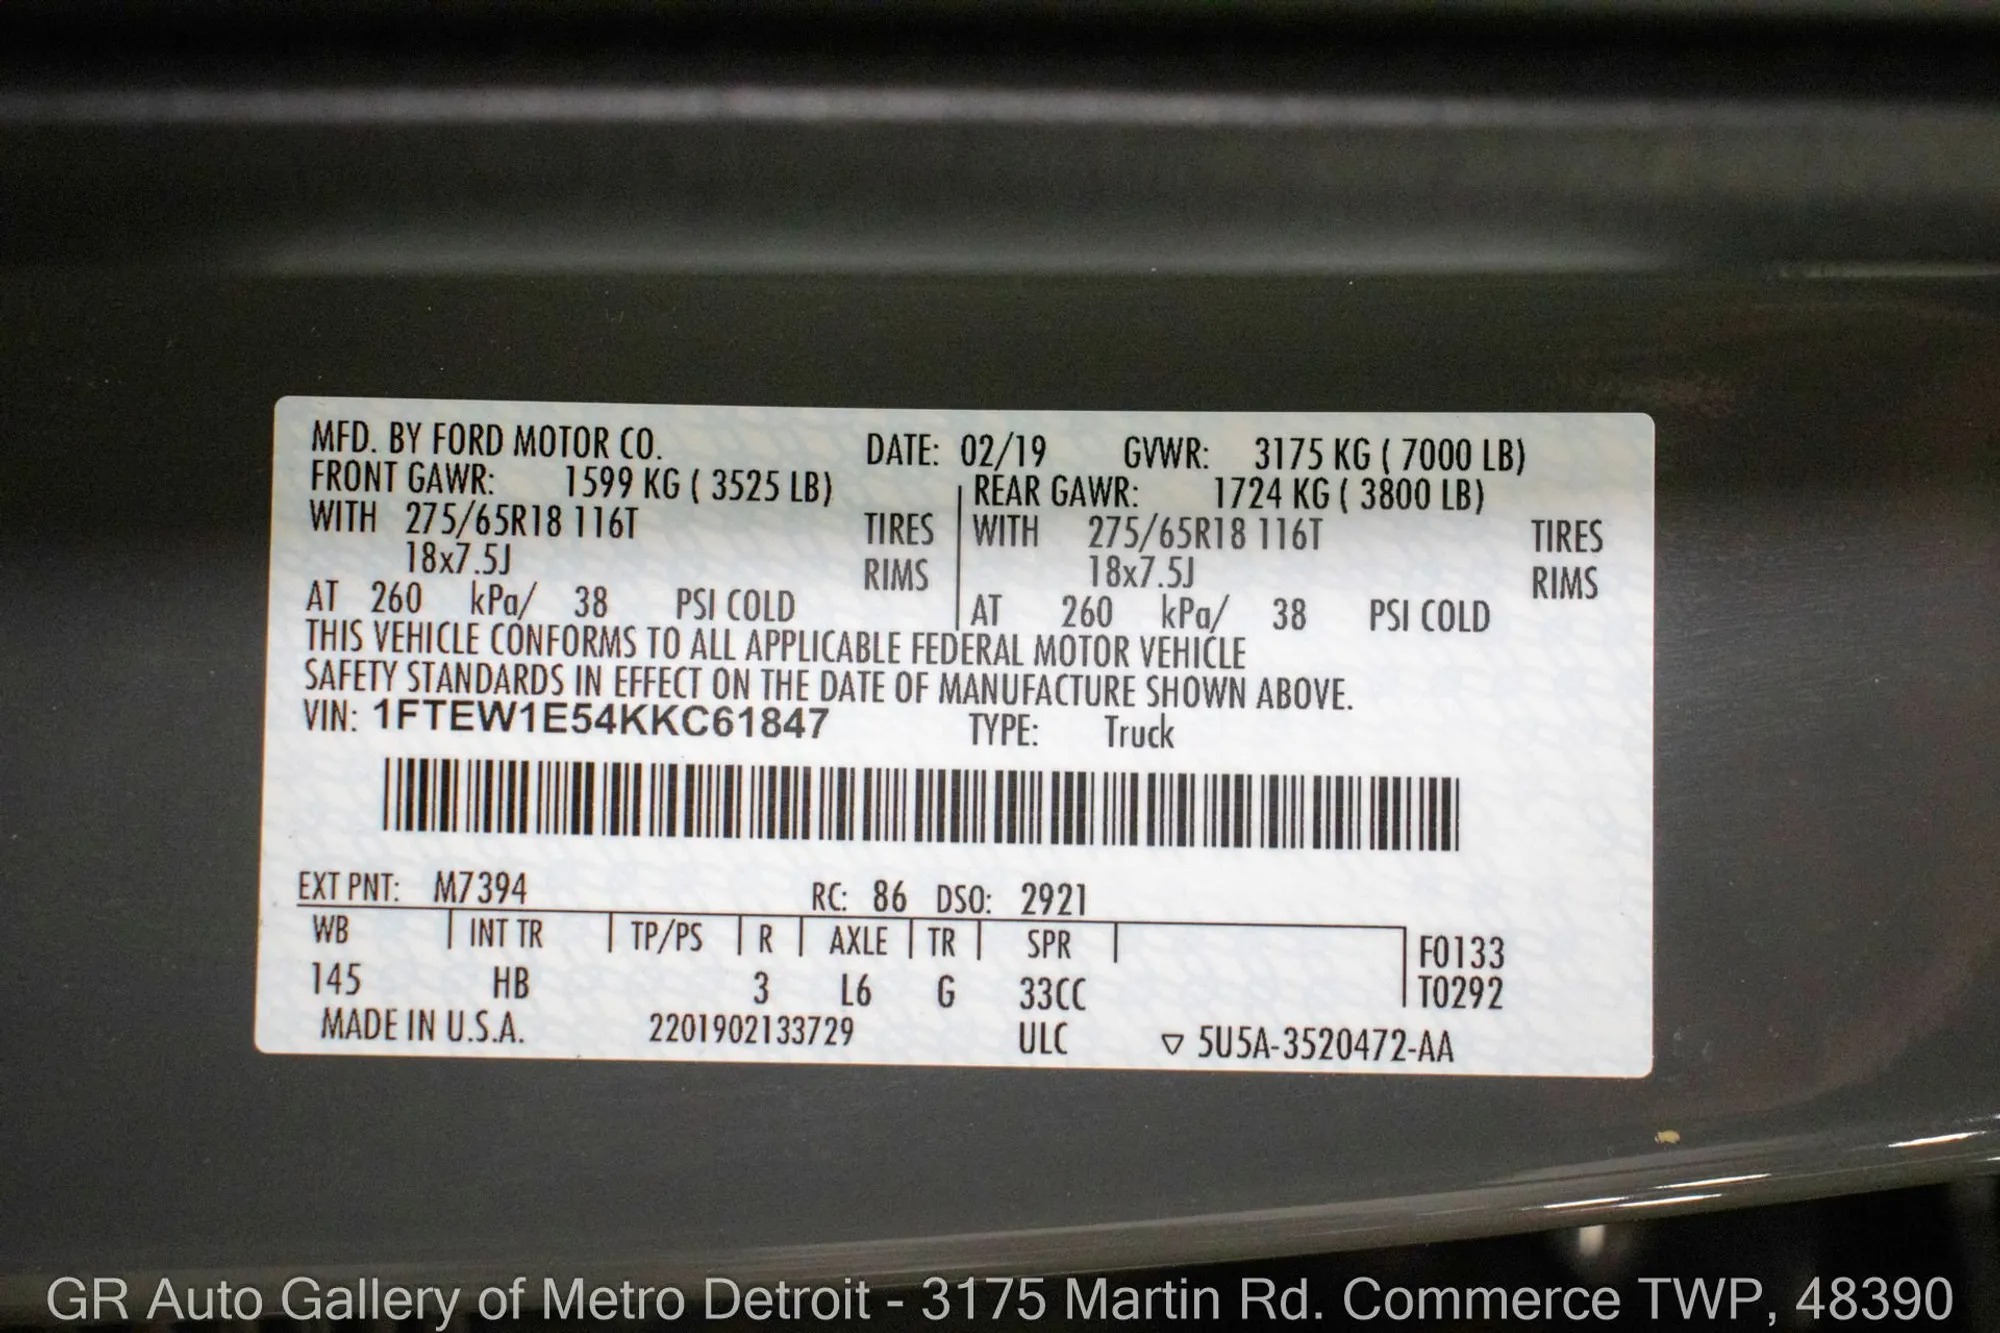 MFD. BY FORD MOTOR CO. DATE: 02/19 GVWR: 3175 KG ( 7000 LB)
FRONT GAWR: 1599 KG ( 3525 LB) REAR GAWR: 1724 KG ( 3800 LB)
WITH 275/65R18 116T TIRES WITH 275/65R18 116T TIRES
18x7.5J RIMS 18x7.5J RIMS
AT 260 kPa/ 38 PSI COLD AT 260 kPa/ 38 PSI COLD
THIS VEHICLE CONFORMS TO ALL APPLICABLE FEDERAL MOTOR VEHICLE
SAFETY STANDARDS IN EFFECT ON THE DATE OF MANUFACTURE SHOWN ABOVE.
VIN: 1FTEW1E54KKC61847 TYPE: Truck
EXT PNT: M7394 RC: 86 DSO: 2921
WB INT TR TP/PS R AXLE TR SPR F0133
145 HB 3 L6 G 33CC T0292
MADE IN U.S.A. 2201902133729 ULC ▽ 5U5A-3520472-AA
GR Auto Gallery of Metro Detroit - 3175 Martin Rd. Commerce TWP, 48390